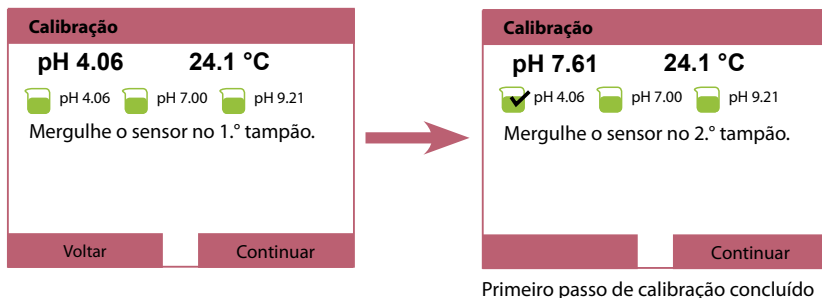 Calibração
pH 4.06 24.1 °C
pH 4.06 pH 7.00 pH 9.21
Mergulhe o sensor no 1.° tampão.
Voltar Continuar
Calibração
pH 7.61 24.1 °C
pH 4.06 pH 7.00 pH 9.21
Mergulhe o sensor no 2.° tampão.
Continuar
Primeiro passo de calibração concluído